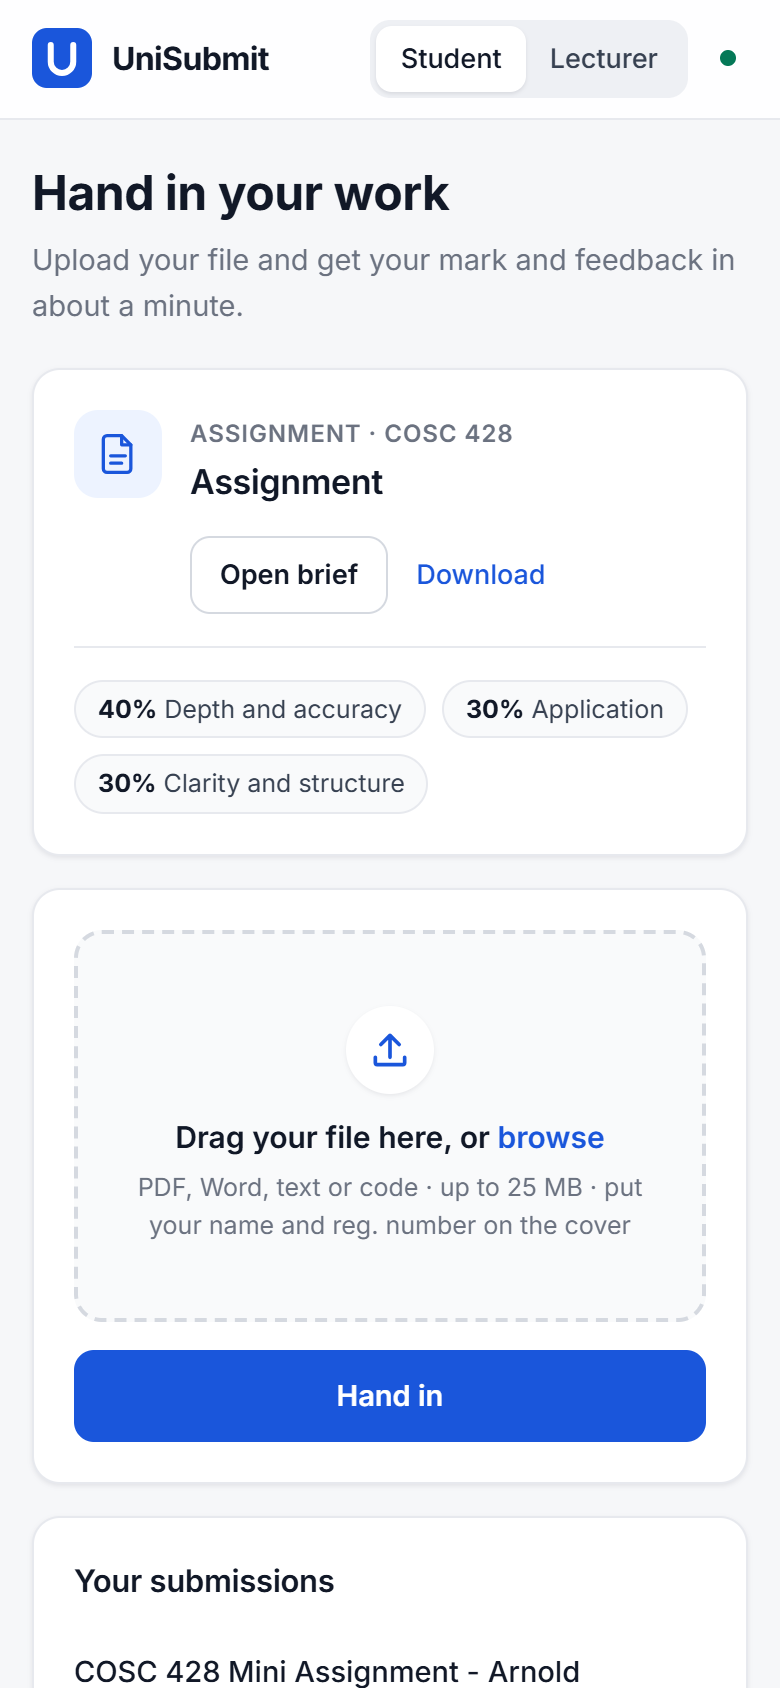 U UniSubmit Student Lecturer
Hand in your work
Upload your file and get your mark and feedback in
about a minute.
ASSIGNMENT · COSC 428
Assignment
Open brief Download
40% Depth and accuracy 30% Application
30% Clarity and structure
Drag your file here, or browse
PDF, Word, text or code · up to 25 MB · put
your name and reg. number on the cover
Hand in
Your submissions
COSC 428 Mini Assignment - Arnold